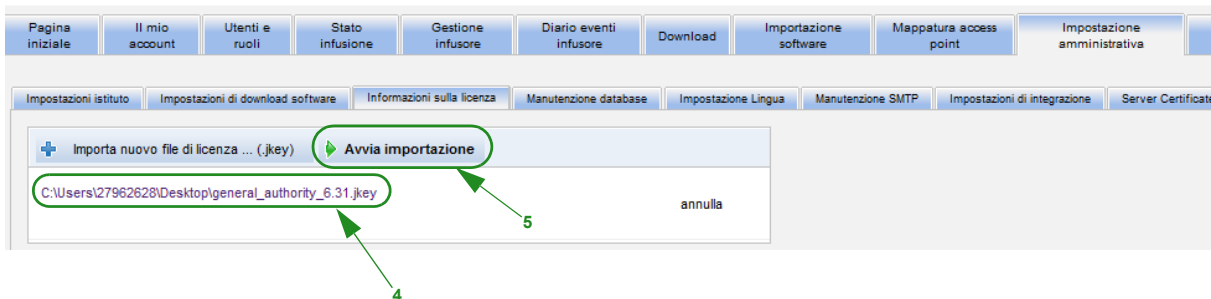 Pagina iniziale
Il mio account
Utenti e ruoli
Stato infusione
Gestione infusore
Diario eventi infusore
Download
Importazione software
Mappatura access point
Impostazione amministrativa
Impostazioni istituto
Impostazioni di download software
Informazioni sulla licenza
Manutenzione database
Impostazione Lingua
Manutenzione SMTP
Impostazioni di integrazione
Server Certificate
Importa nuovo file di licenza ... (.jkey)
Avvia importazione
C:\Users\27962628\Desktop\general_authority_6.31.jkey
annulla
5
4